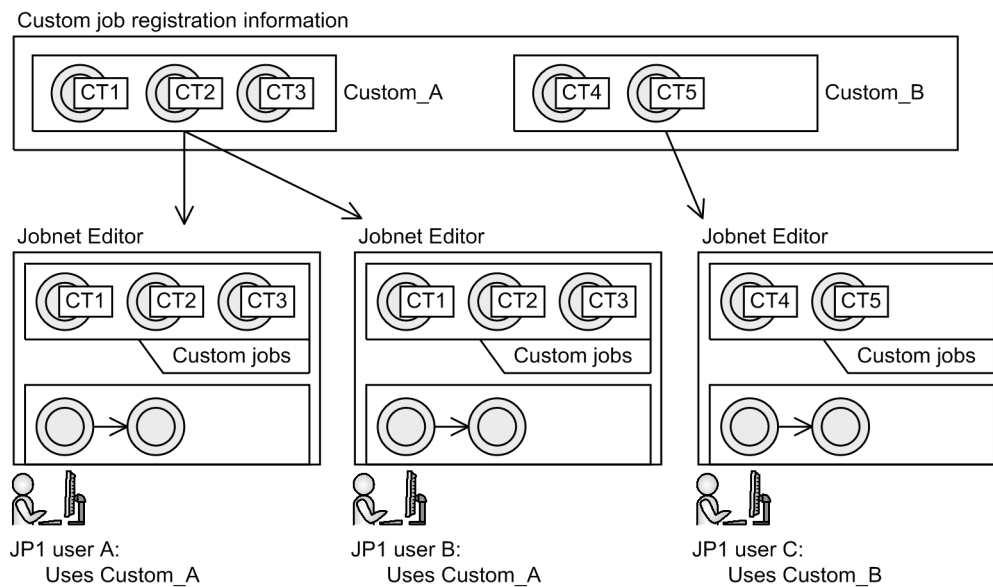 Custom job registration information
CT1 CT2 CT3 Custom_A CT4 CT5 Custom_B
Jobnet Editor Jobnet Editor Jobnet Editor
CT1 CT2 CT3 CT1 CT2 CT3 CT4 CT5
Custom jobs Custom jobs Custom jobs
JP1 user A: JP1 user B: JP1 user C:
Uses Custom_A Uses Custom_A Uses Custom_B